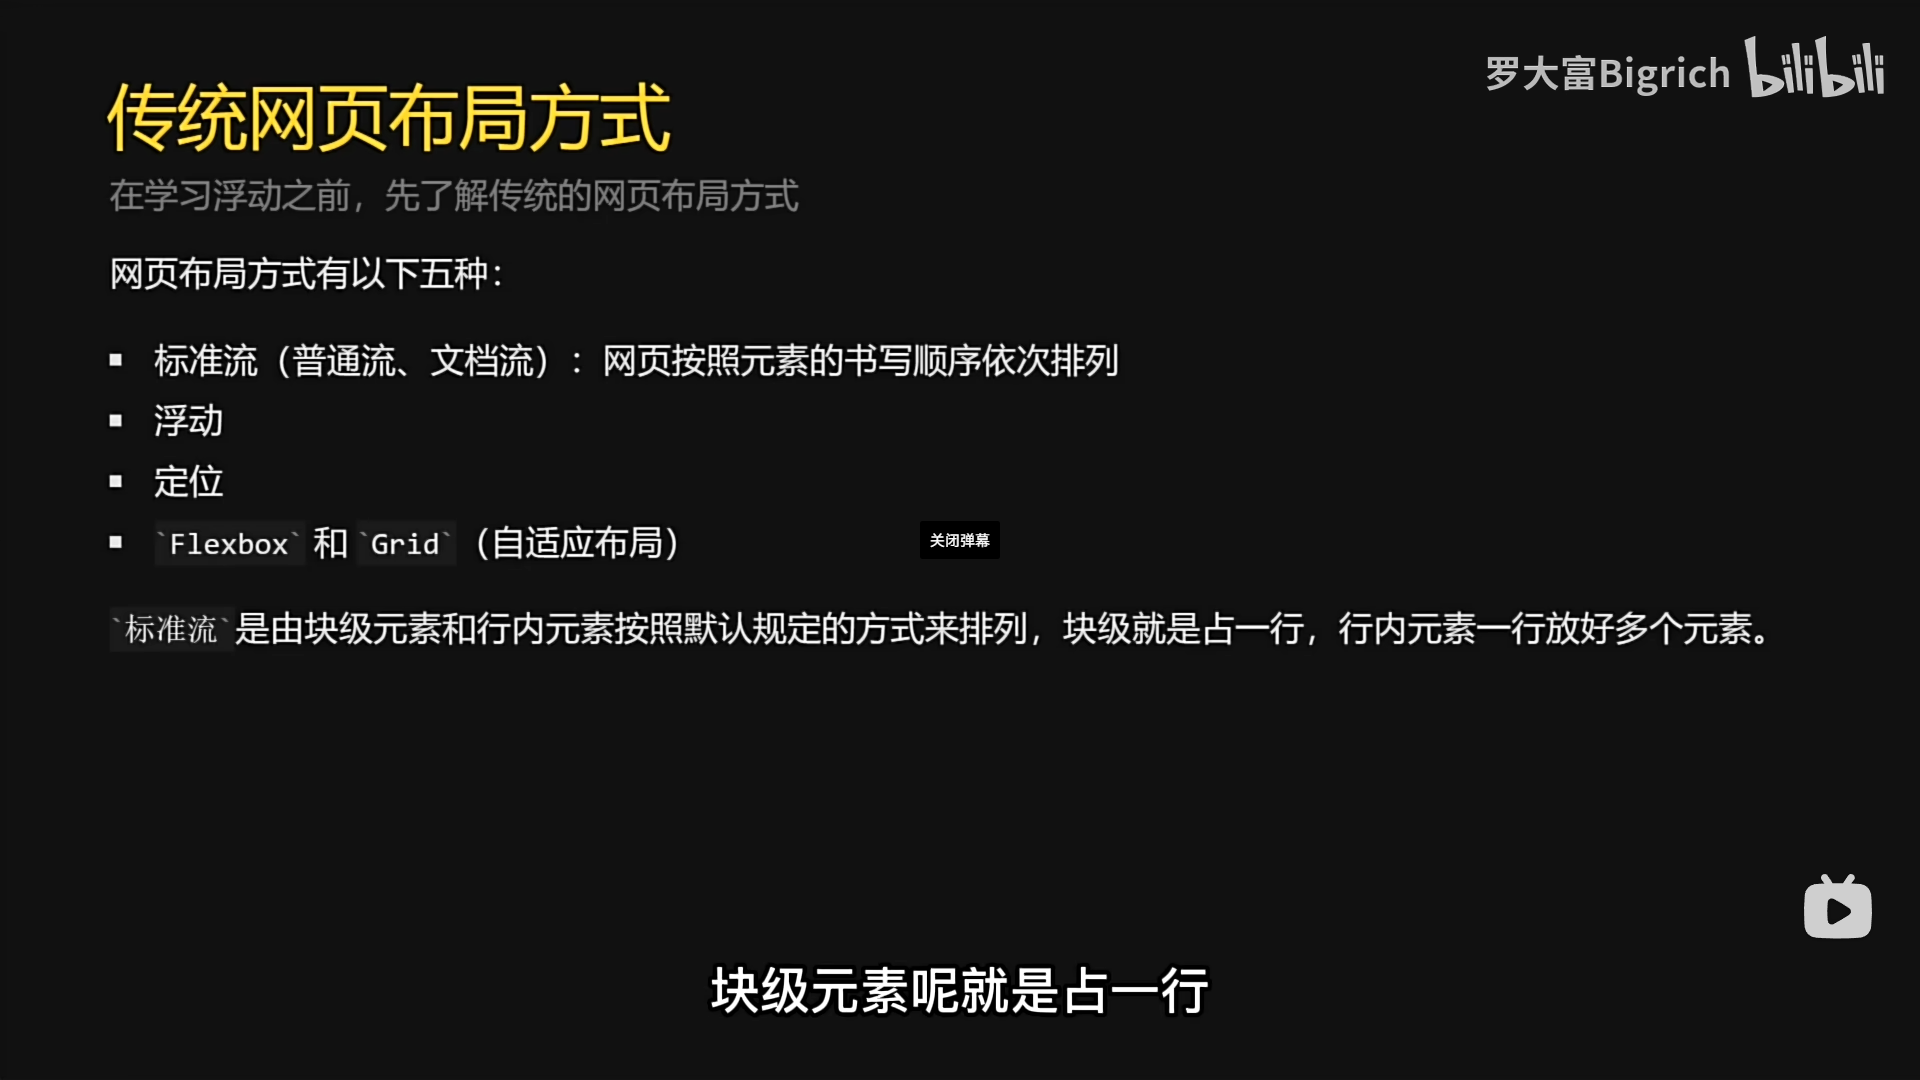 罗大富Bigrich bilibili
传统网页布局方式
在学习浮动之前，先了解传统的网页布局方式
网页布局方式有以下五种：
▪ 标准流（普通流、文档流）：网页按照元素的书写顺序依次排列
▪ 浮动
▪ 定位
▪ `Flexbox` 和 `Grid`（自适应布局）
关闭弹幕
`标准流`是由块级元素和行内元素按照默认规定的方式来排列，块级就是占一行，行内元素一行放好多个元素。
块级元素呢就是占一行